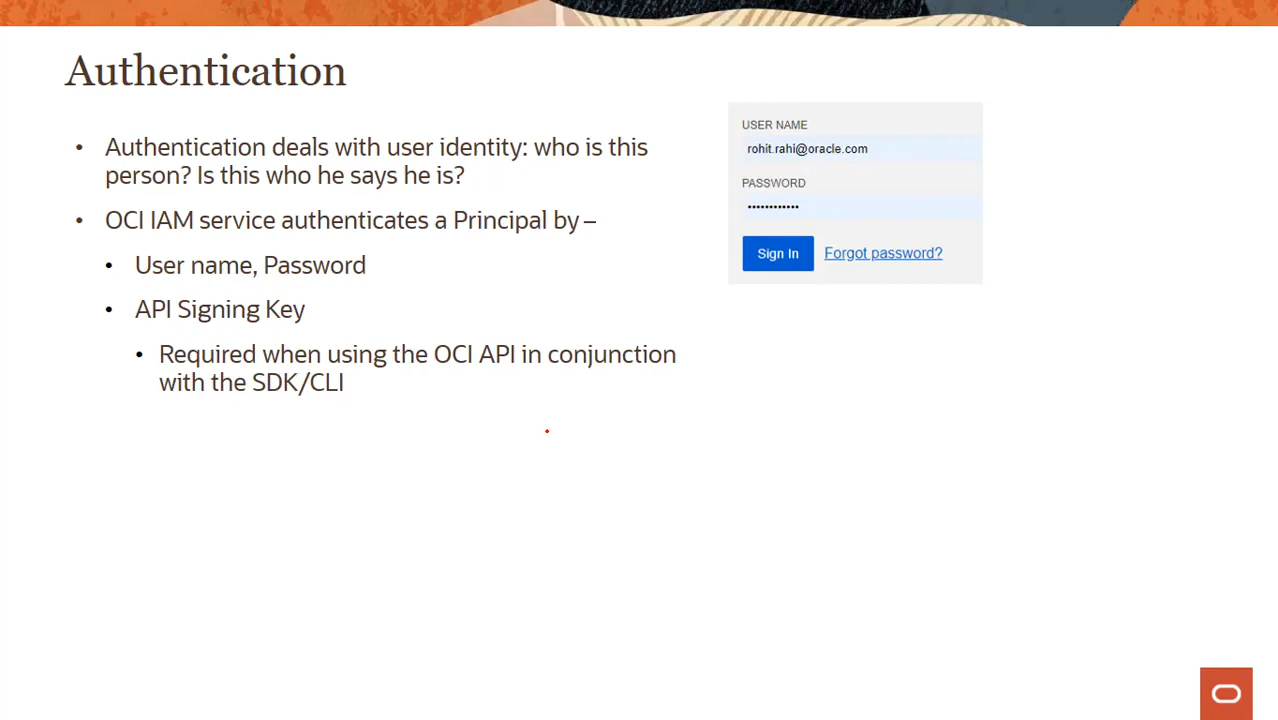 Authentication
• Authentication deals with user identity: who is this
person? Is this who he says he is?
• OCI IAM service authenticates a Principal by –
• User name, Password
• API Signing Key
• Required when using the OCI API in conjunction
with the SDK/CLI
USER NAME
rohit.rahi@oracle.com
PASSWORD
••••••••••••
Sign In Forgot password?